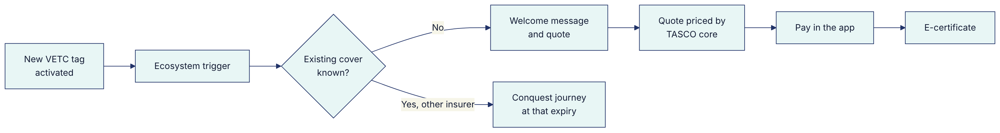 New VETC tag
activated
Ecosystem trigger
Existing cover
known?
No
Yes, other insurer
Welcome message
and quote
Conquest journey
at that expiry
Quote priced by
TASCO core
Pay in the app
E-certificate